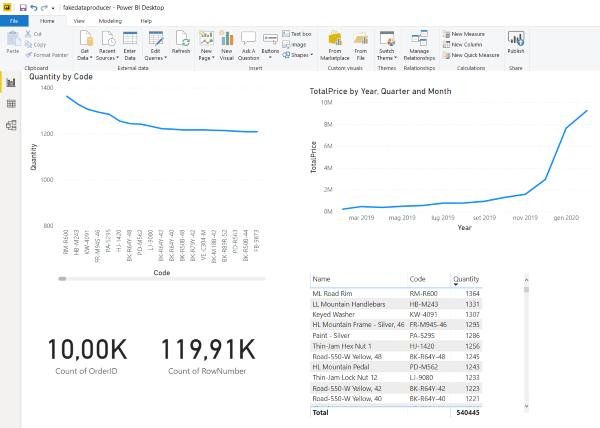 fakedataproducer - Power BI Desktop
File Home View Modeling Help
Paste
Cut
Copy
Format Painter
Clipboard
Get Data
Recent Sources
Enter Data
Edit Queries
Refresh
External data
New Page
New Visual
Ask A Question
Buttons
Text box
Image
Shapes
Insert
From Marketplace
From File
Custom visuals
Switch Theme
Themes
Manage Relationships
Relationships
New Measure
New Column
New Quick Measure
Calculations
Publish
Share
Quantity by Code
1400
1200
800
Quantity
RM-R600
HB-M243
KW-4091
FR-M94S-46
PA-529S
HJ-1420
BK-R64Y-48
PD-M562
LJ-9080
BK-R64Y-42
BK-R64Y-40
BK-R50B-48
BK-R79Y-42
VE-C304-M
BK-M18B-42
BK-R89R-52
PD-R563
BK-R50B-44
FB-9873
Code
TotalPrice by Year, Quarter and Month
10M
8M
6M
4M
2M
0M
TotalPrice
mar 2019 mag 2019 lug 2019 set 2019 nov 2019 gen 2020
Year
10,00K
Count of OrderID
119,91K
Count of RowNumber
Name Code Quantity
ML Road Rim RM-R600 1364
LL Mountain Handlebars HB-M243 1331
Keyed Washer KW-4091 1307
HL Mountain Frame - Silver, 46 FR-M94S-46 1295
Paint - Silver PA-529S 1286
Thin-Jam Hex Nut 1 HJ-1420 1256
Road-550-W Yellow, 48 BK-R64Y-48 1245
HL Mountain Pedal PD-M562 1243
Thin-Jam Lock Nut 12 LJ-9080 1233
Road-550-W Yellow, 42 BK-R64Y-42 1223
Road-550-W Yellow, 40 BK-R64Y-40 1221
Total 540445